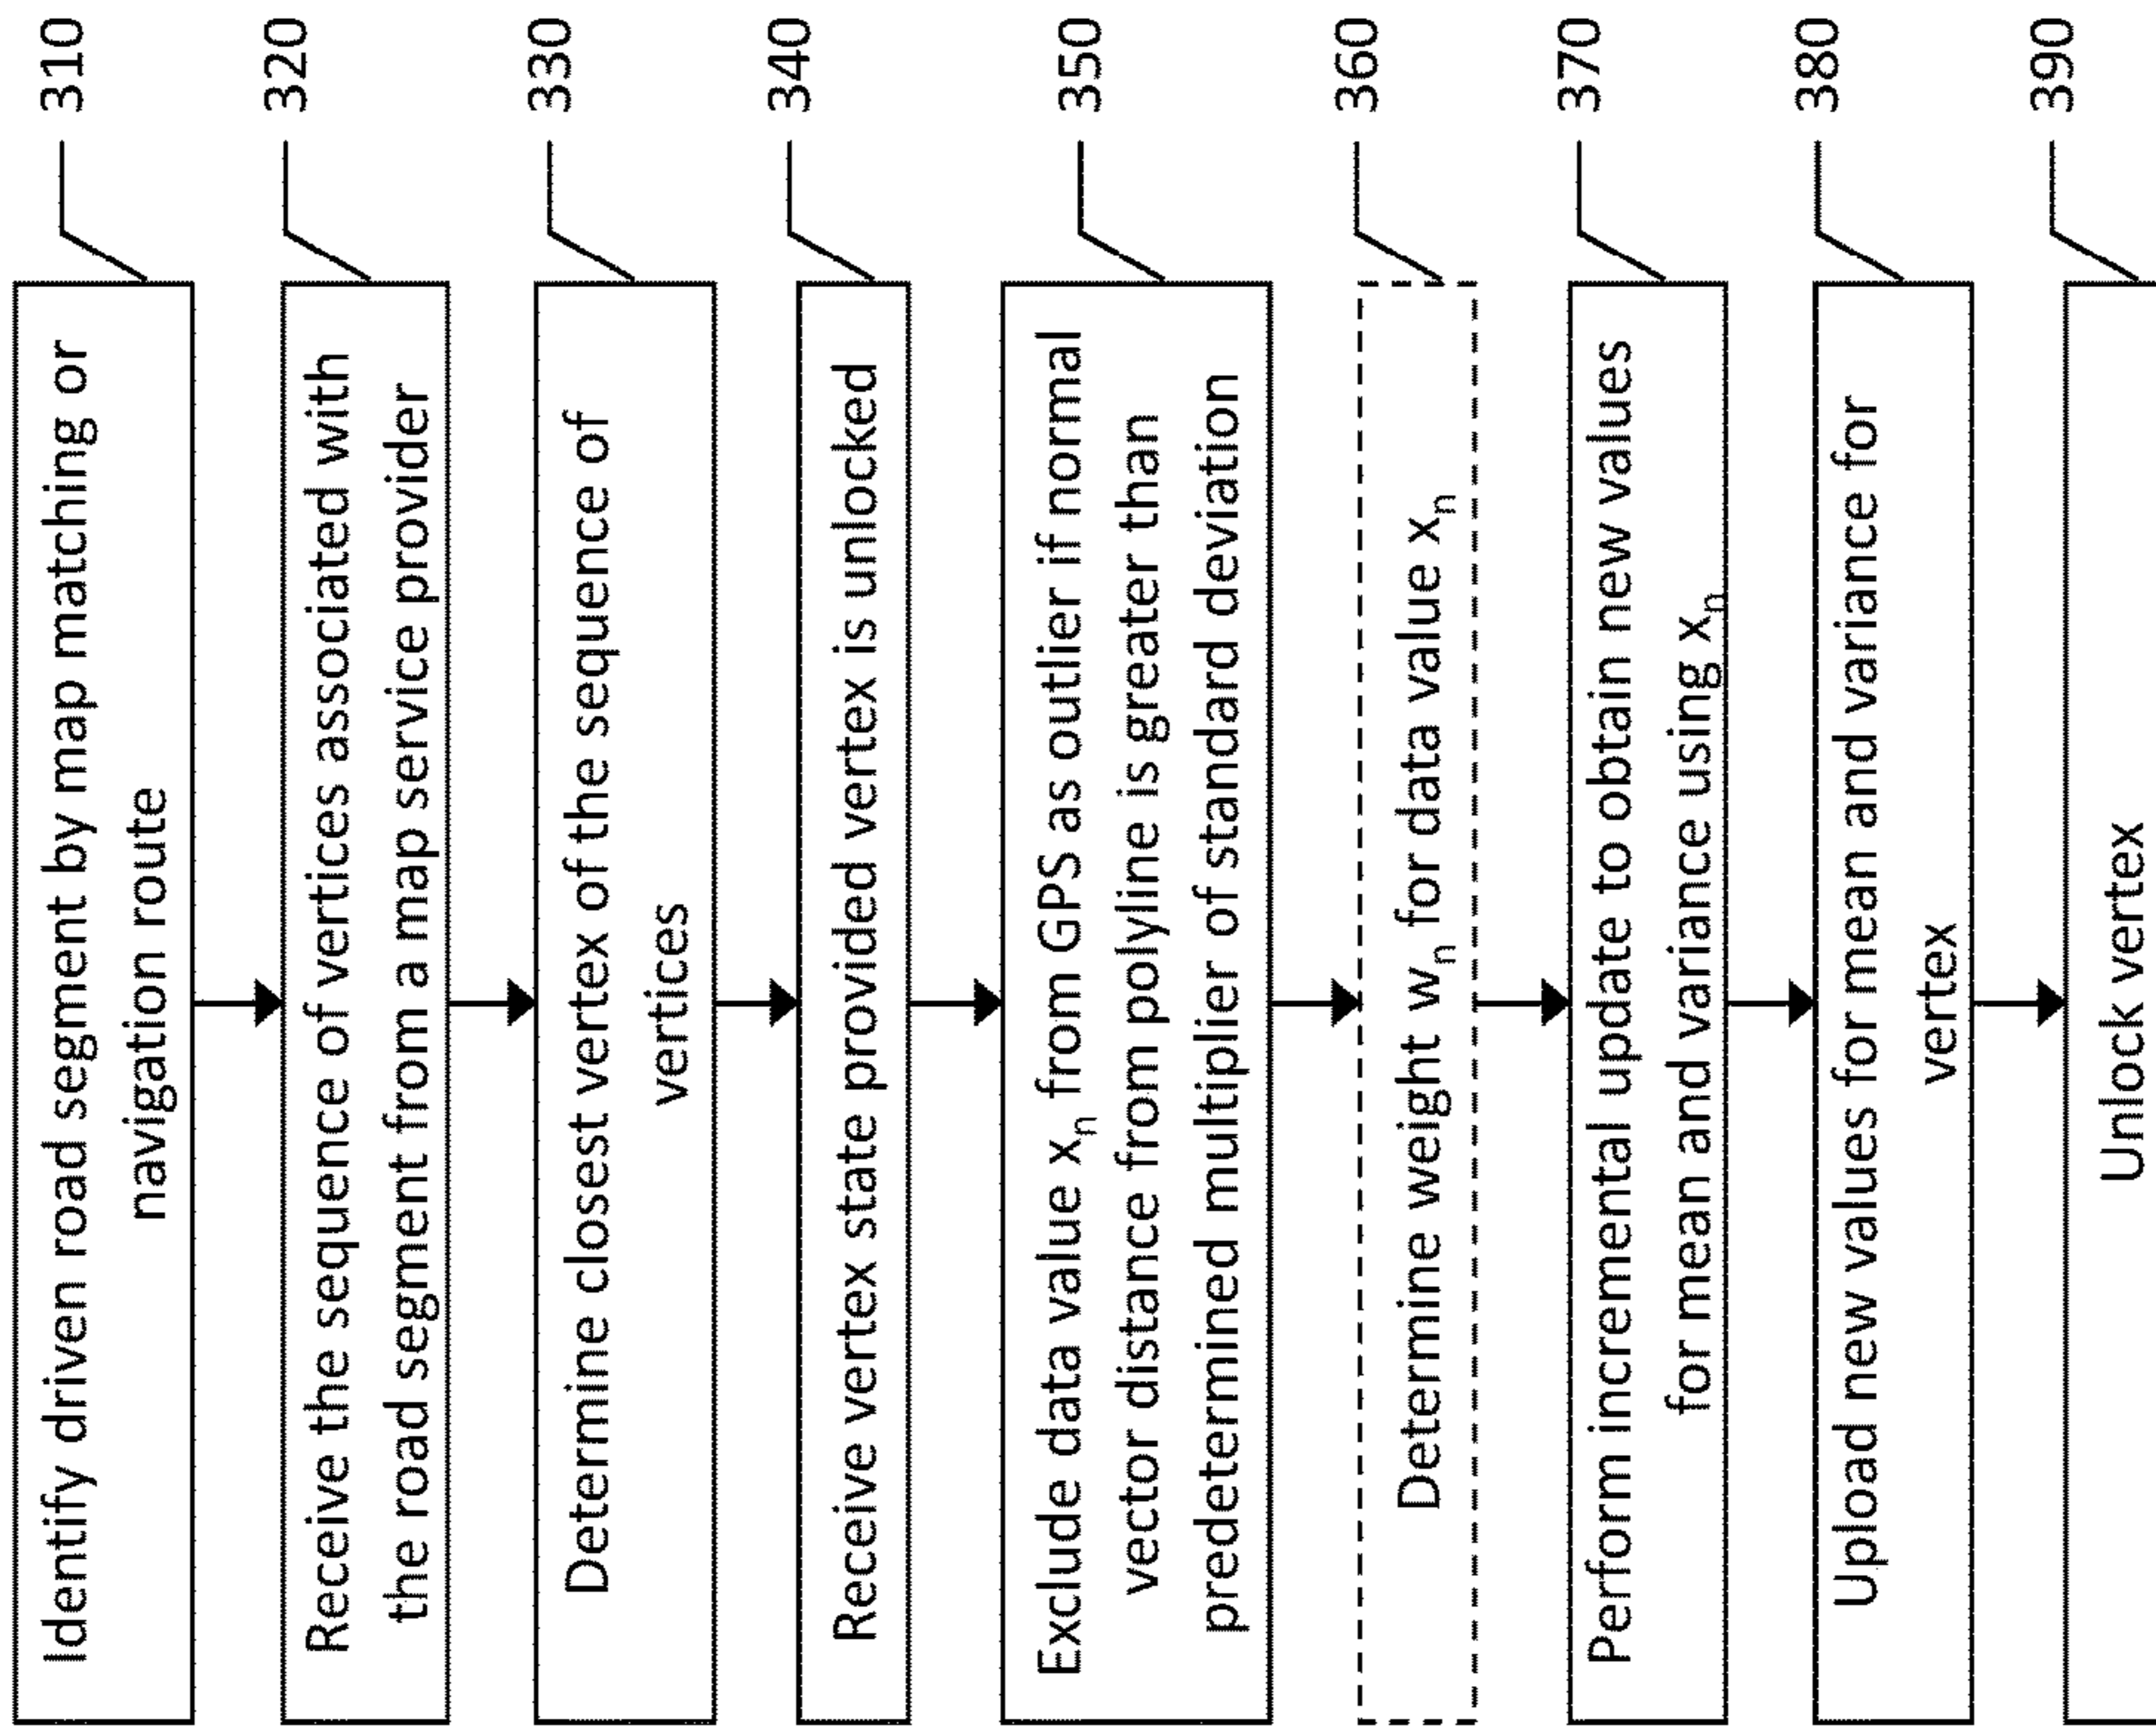 Identify driven road segment by map matching or
navigation route
310
Receive the sequence of vertices associated with
the road segment from a map service provider
320
Determine closest vertex of the sequence of
vertices
330
Receive vertex state provided vertex is unlocked
340
Exclude data value xₙ from GPS as outlier if normal
vector distance from polyline is greater than
predetermined multiplier of standard deviation
350
Determine weight wₙ for data value xₙ
360
Perform incremental update to obtain new values
for mean and variance using xₙ
370
Upload new values for mean and variance for
vertex
380
Unlock vertex
390